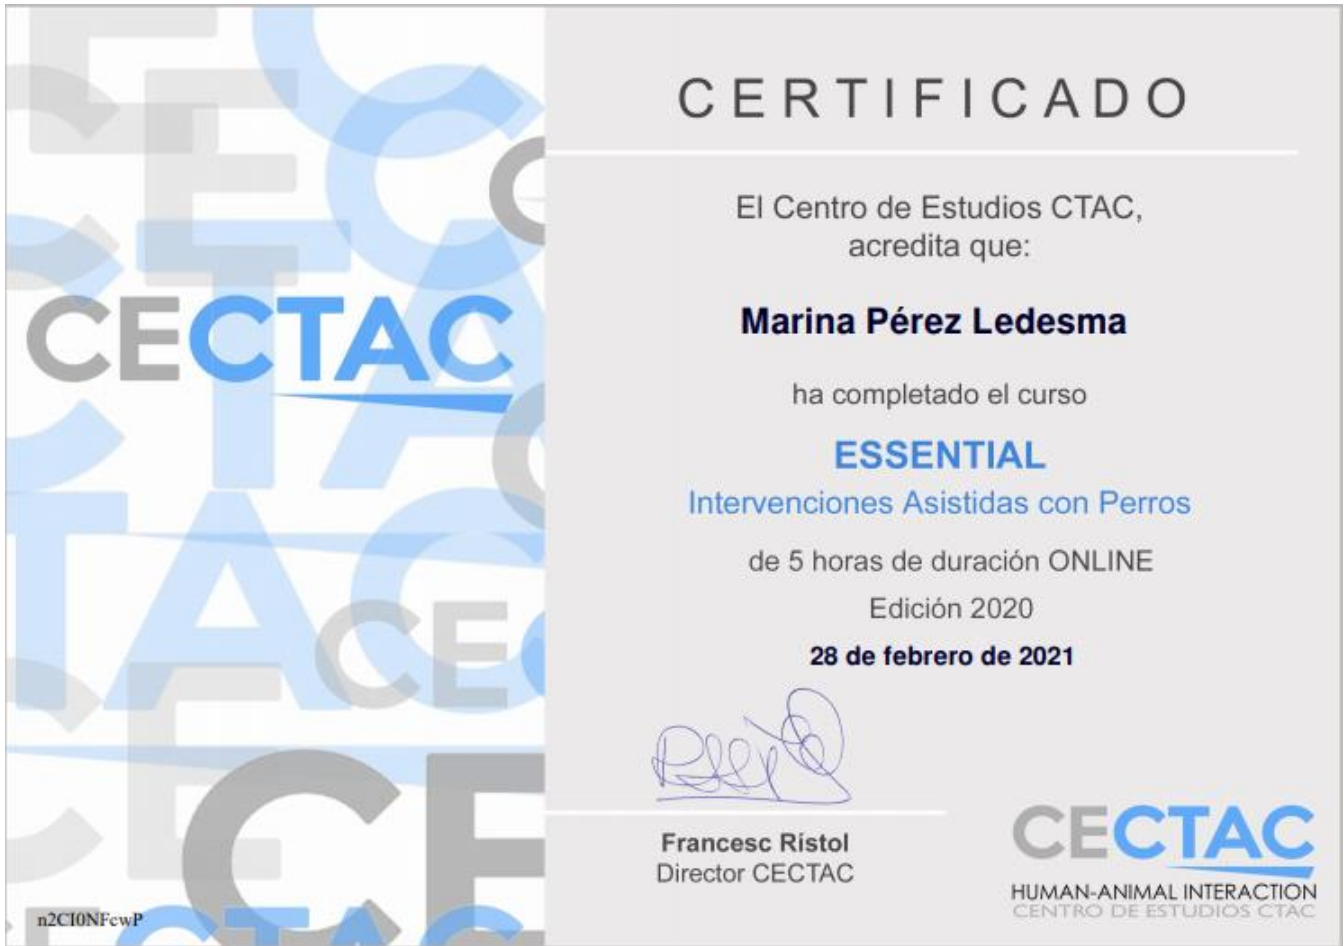 CECTAC
CERTIFICADO
El Centro de Estudios CTAC,
acredita que:
Marina Pérez Ledesma
ha completado el curso
ESSENTIAL
Intervenciones Asistidas con Perros
de 5 horas de duración ONLINE
Edición 2020
28 de febrero de 2021
Francesc Ristol
Director CECTAC
CECTAC
HUMAN-ANIMAL INTERACTION
CENTRO DE ESTUDIOS CTAC
n2CI0NFcwP